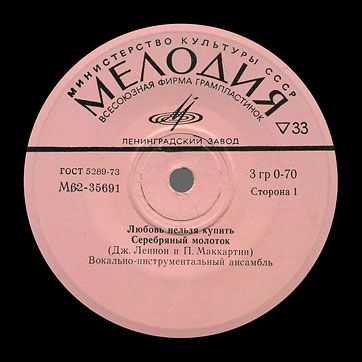 МИНИСТЕРСТВО КУЛЬТУРЫ СССР
МЕЛОДИЯ
ВСЕСОЮЗНАЯ ФИРМА ГРАМПЛАСТИНОК
▽33
ЛЕНИНГРАДСКИЙ ЗАВОД
ГОСТ 5289-73
3 гр 0-70
М62-35691
Сторона 1
Любовь нельзя купить
Серебряный молоток
(Дж. Леннон и П. Маккартни)
Вокально-инструментальный ансамбль